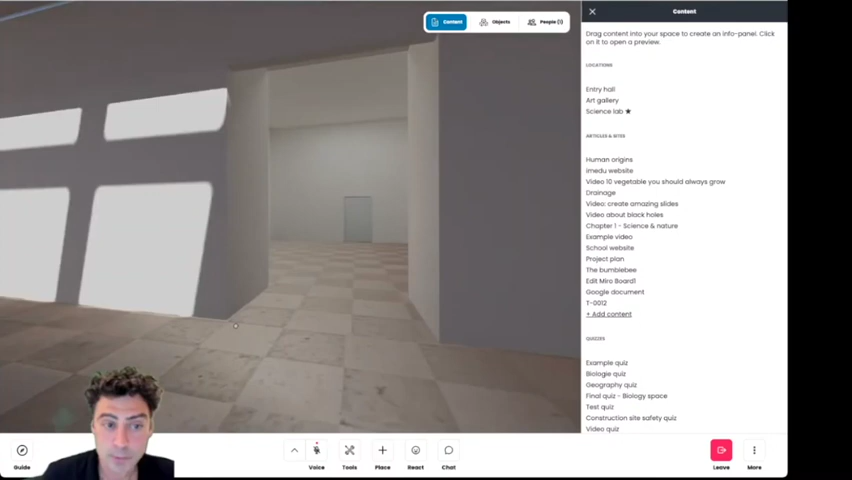 Content
Objects
People (1)
Content
Drag content into your space to create an info-panel. Click
on it to open a preview.
LOCATIONS
Entry hall
Art gallery
Science lab ★
ARTICLES & SITES
Human origins
imedu website
Video 10 vegetable you should always grow
Drainage
Video: create amazing slides
Video about black holes
Chapter 1 - Science & nature
Example video
School website
Project plan
The bumblebee
Edit Miro Board1
Google document
T-0012
+ Add content
QUIZZES
Example quiz
Biologie quiz
Geography quiz
Final quiz - Biology space
Test quiz
Construction site safety quiz
Video quiz
Guide
Voice
Tools
Place
React
Chat
Leave
More